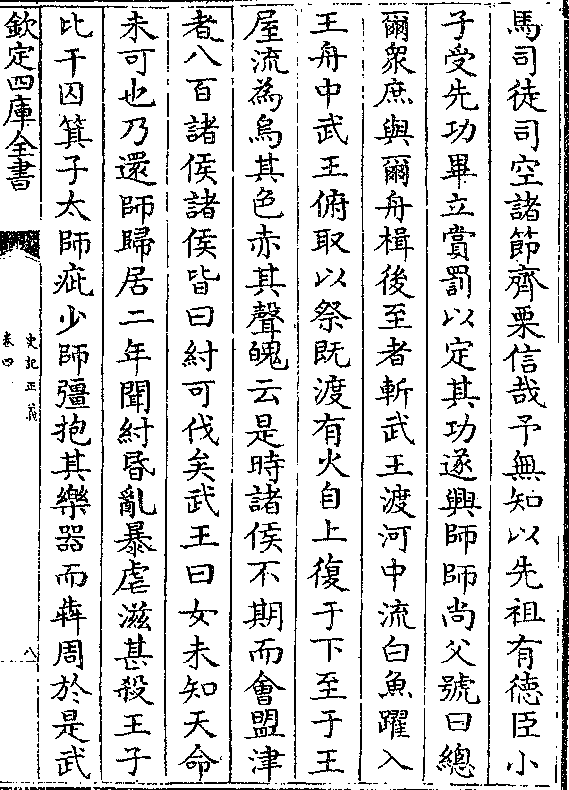 馬司徒司空諸節齊栗信哉予無知以先祖有德臣小
子受先功畢立賞罰以定其功遂興師師尚父號曰總
爾衆庶與爾舟楫後至者斬武王渡河中流白魚躍入
王舟中武王俯取以祭既渡有火自上復于下至于王
屋流為烏其色赤其聲魄云是時諸侯不期而會盟津
者八百諸侯諸侯皆曰紂可伐矣武王曰女未知天命
未可也乃還師歸居二年聞紂昏亂暴虐滋甚殺王子
比干囚箕子太師疵少師彊抱其樂器而犇周於是武
欽定四庫全書
史記正義
卷四
八